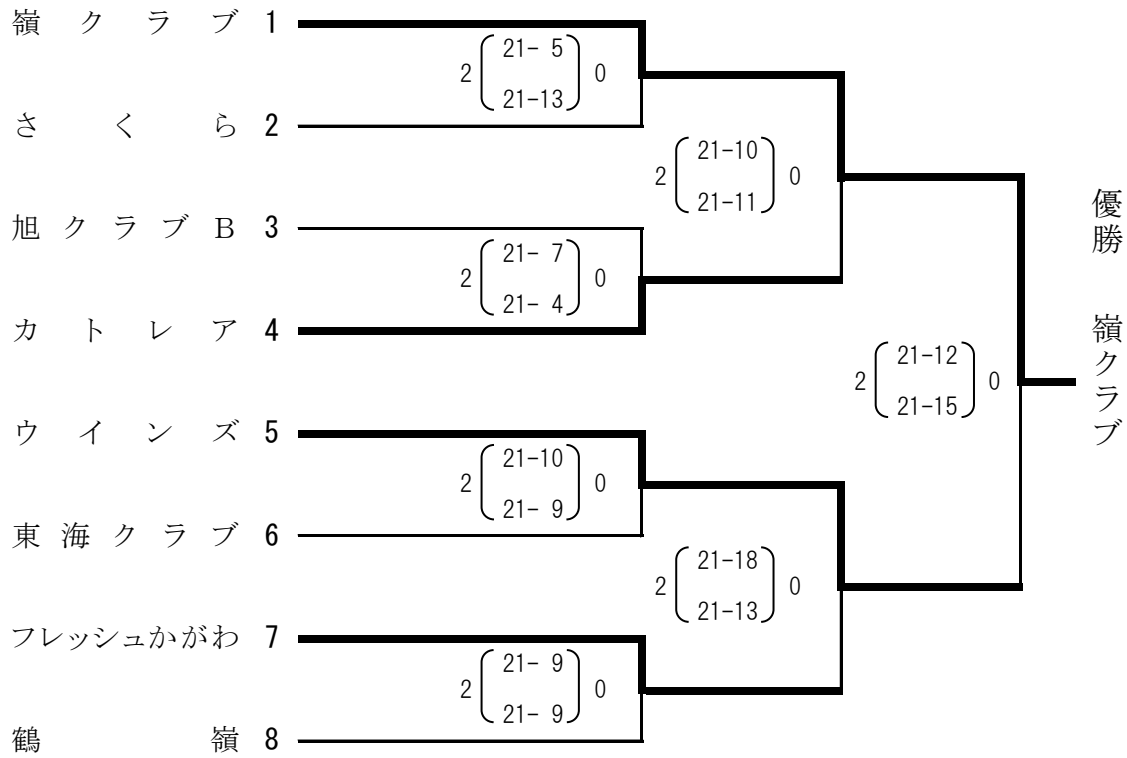 嶺クラブ 1
21- 5
2 0
21-13
さくら 2
21-10
2 0
21-11
旭クラブB 3
21- 7
2 0
21- 4
カトレア 4
21-12
2 0
21-15
優勝 嶺クラブ
ウインズ 5
21-10
2 0
21- 9
東海クラブ 6
21-18
2 0
21-13
フレッシュかがわ 7
21- 9
2 0
21- 9
鶴嶺 8